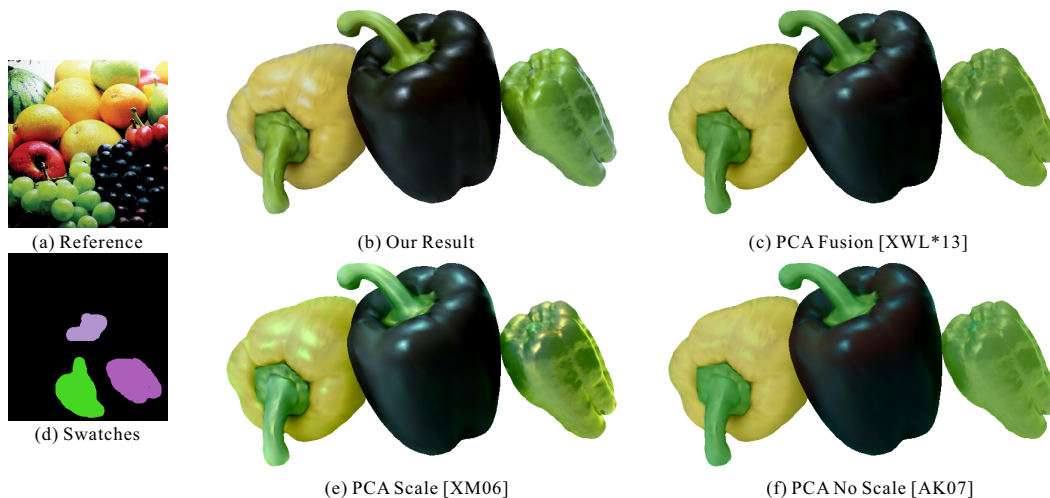 (a) Reference
(b) Our Result
(c) PCA Fusion [XWL*13]
(d) Swatches
(e) PCA Scale [XM06]
(f) PCA No Scale [AK07]